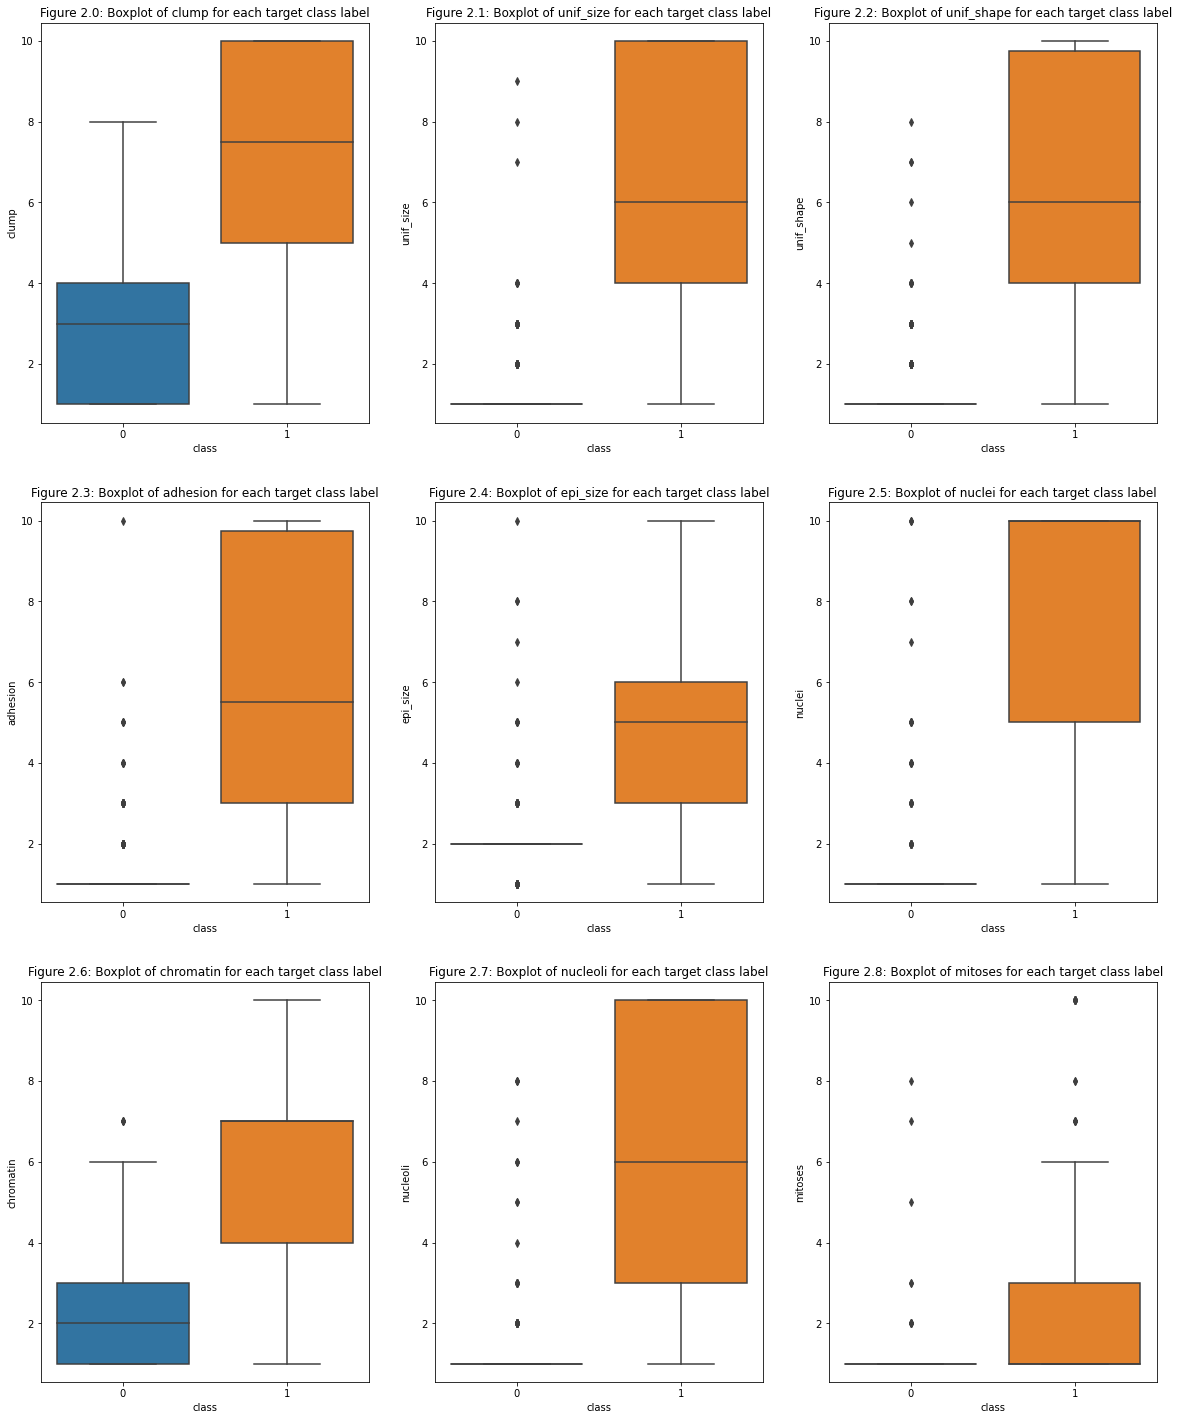 Figure 2.0: Boxplot of clump for each target class label
10
8
6
4
2
clump
0
1
class
Figure 2.1: Boxplot of unif_size for each target class label
10
8
6
4
2
unif_size
0
1
class
Figure 2.2: Boxplot of unif_shape for each target class label
10
8
6
4
2
unif_shape
0
1
class
Figure 2.3: Boxplot of adhesion for each target class label
10
8
6
4
2
adhesion
0
1
class
Figure 2.4: Boxplot of epi_size for each target class label
10
8
6
4
2
epi_size
0
1
class
Figure 2.5: Boxplot of nuclei for each target class label
10
8
6
4
2
nuclei
0
1
class
Figure 2.6: Boxplot of chromatin for each target class label
10
8
6
4
2
chromatin
0
1
class
Figure 2.7: Boxplot of nucleoli for each target class label
10
8
6
4
2
nucleoli
0
1
class
Figure 2.8: Boxplot of mitoses for each target class label
10
8
6
4
2
mitoses
0
1
class